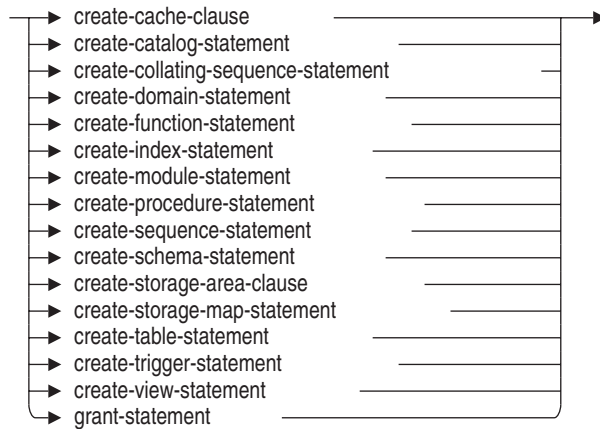 create-cache-clause
create-catalog-statement
create-collating-sequence-statement
create-domain-statement
create-function-statement
create-index-statement
create-module-statement
create-procedure-statement
create-sequence-statement
create-schema-statement
create-storage-area-clause
create-storage-map-statement
create-table-statement
create-trigger-statement
create-view-statement
grant-statement